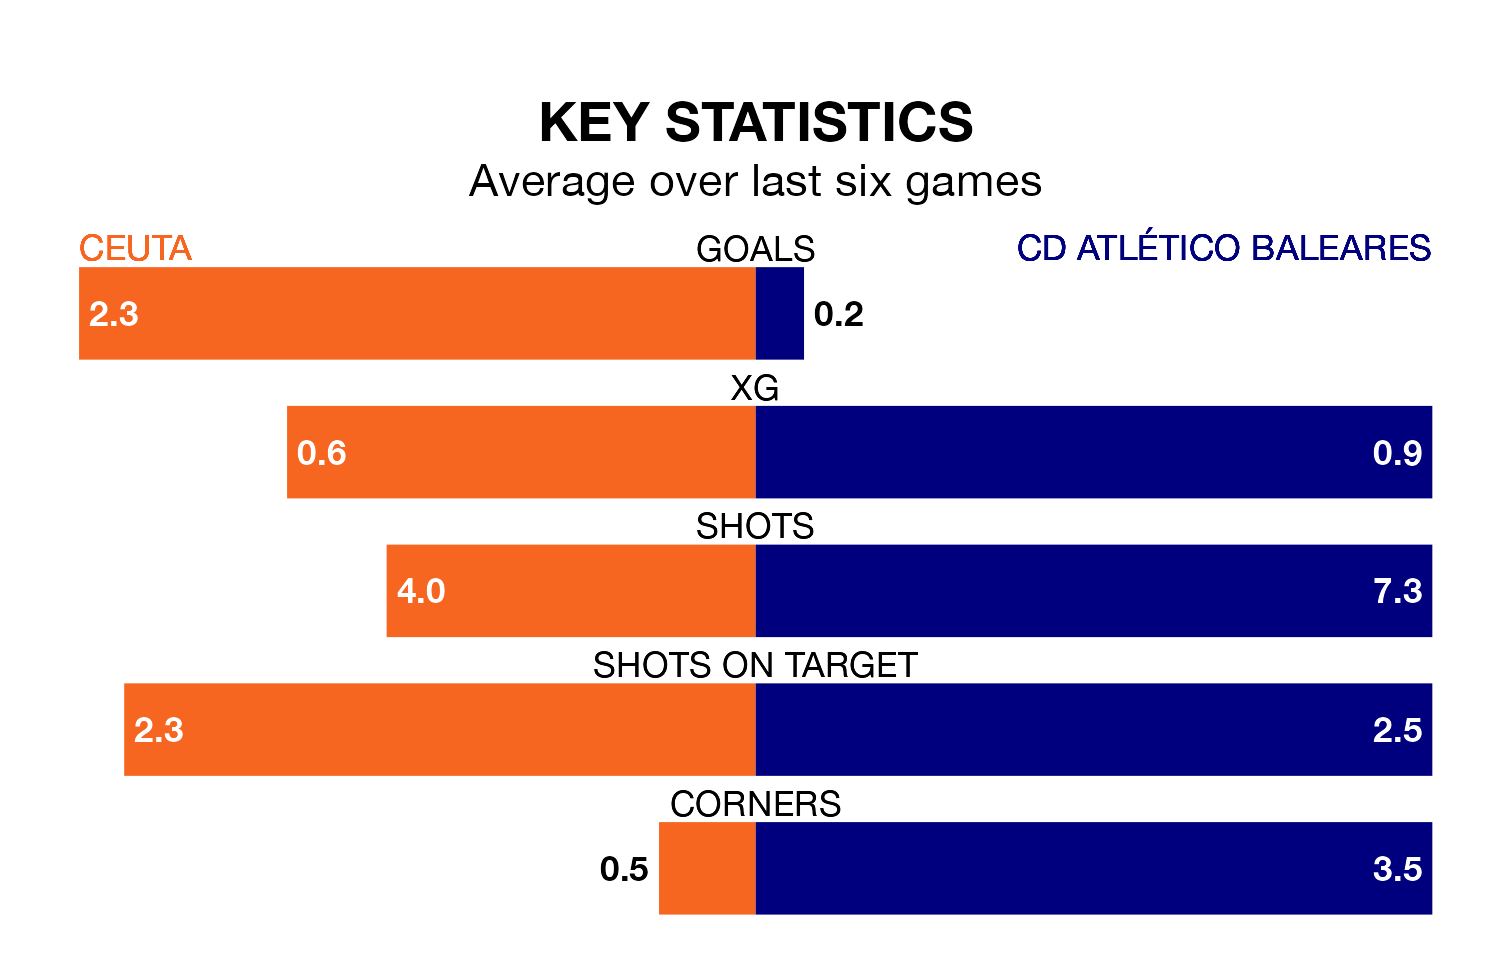 KEY STATISTICS
Average over last six games
CEUTA GOALS CD ATLÉTICO BALEARES
2.3 0.2
XG
0.6 0.9
SHOTS
4.0 7.3
SHOTS ON TARGET
2.3 2.5
CORNERS
0.5 3.5